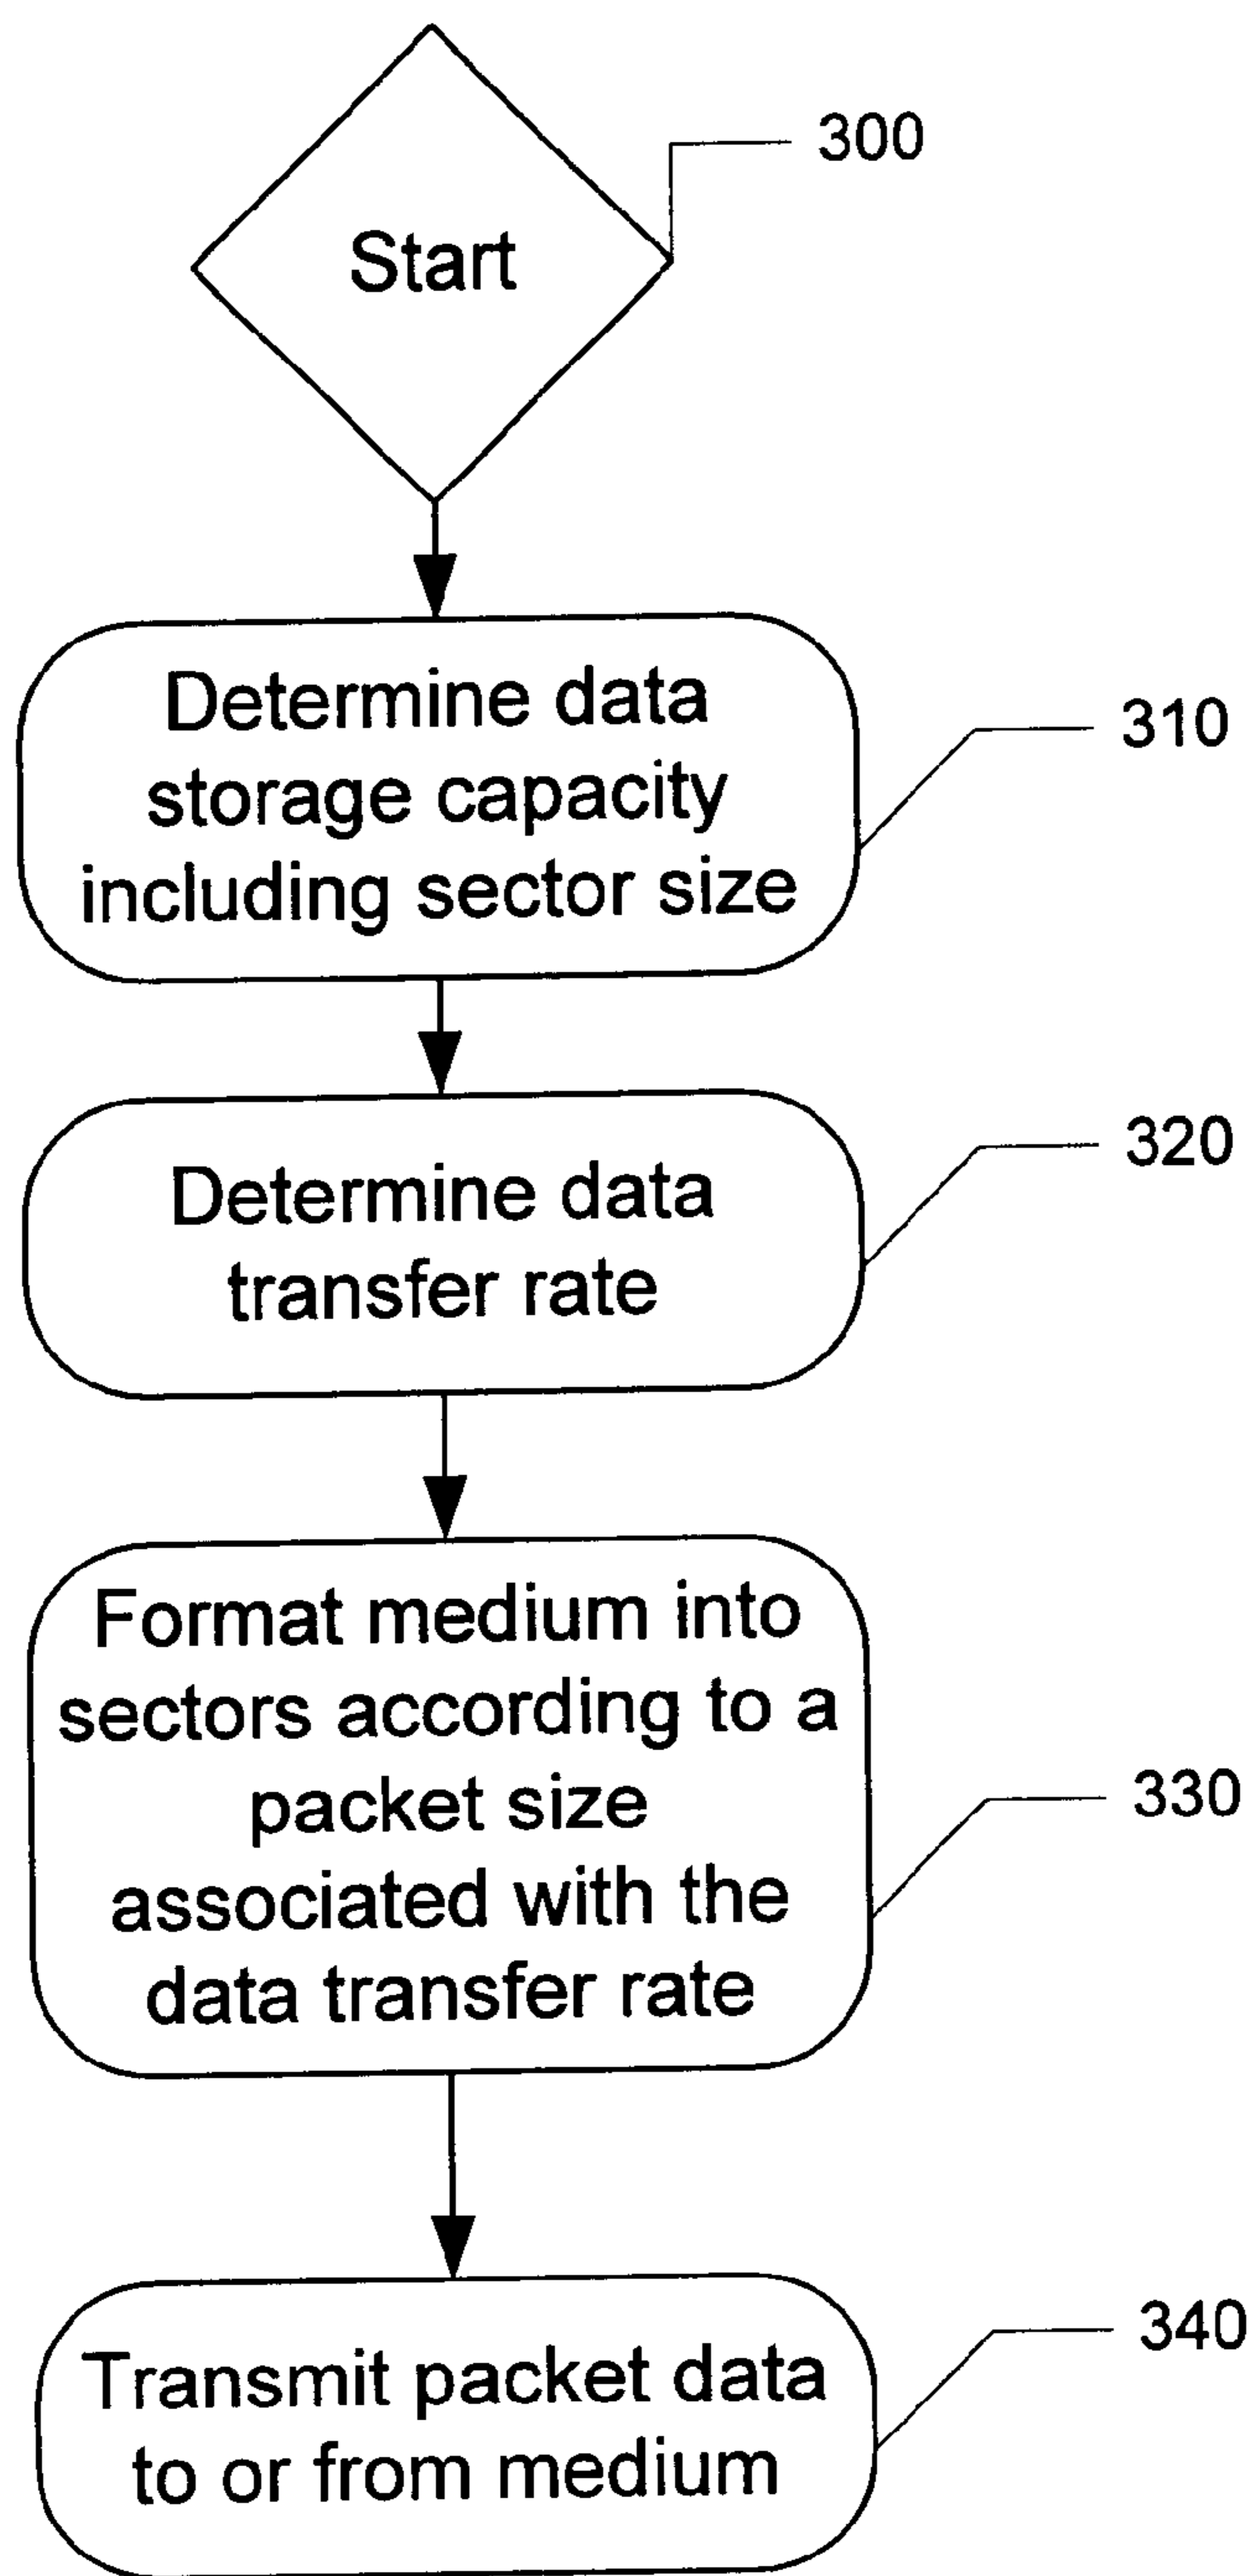 300
Start
Determine data
storage capacity
including sector size
310
Determine data
transfer rate
320
Format medium into
sectors according to a
packet size
associated with the
data transfer rate
330
Transmit packet data
to or from medium
340